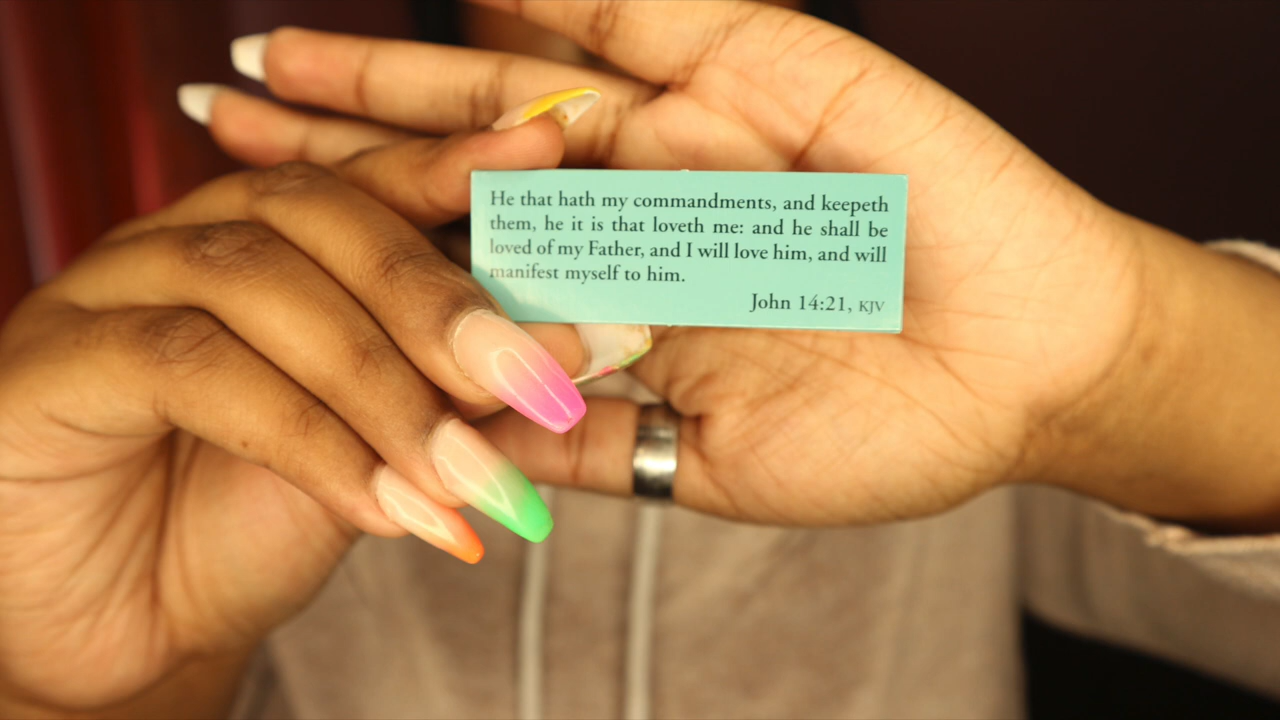 He that hath my commandments, and keepeth
them, he it is that loveth me: and he shall be
loved of my Father, and I will love him, and will
manifest myself to him.
John 14:21, KJV